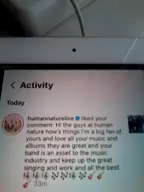 Activity
Today
humannaturelive liked your
comment: Hi the guys at human
nature how's things I'm a big fan of
yours and love all your music and
albums they are great and your
band is an asset to the music
industry and keep up the great
singing and work and all the best
33m